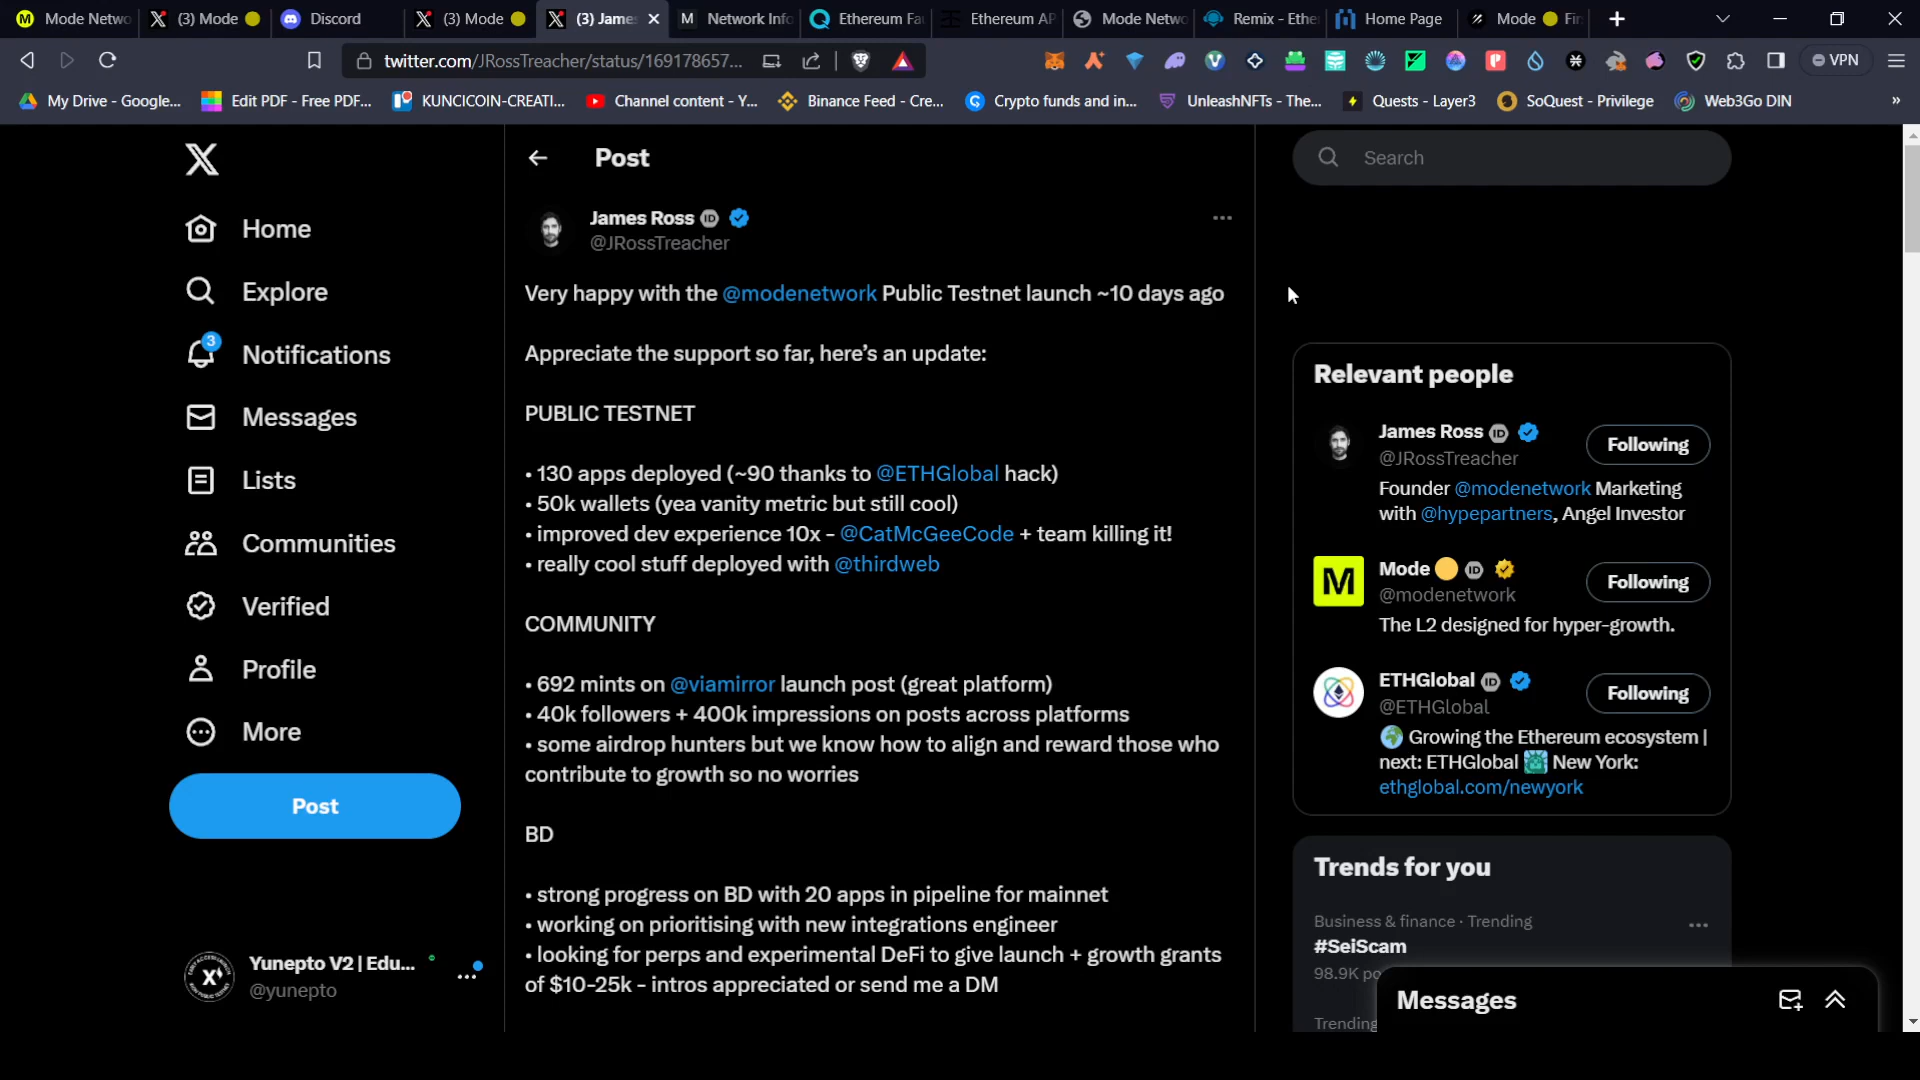 Mode Netwo
(3) Mode
Discord
(3) Mode
(3) Jame
Network Info
Ethereum Fau
Ethereum AP
Mode Netwo
Remix - Ethe
Home Page
Mode
Fir
twitter.com/JRossTreacher/status/169178657...
VPN
My Drive - Google...
Edit PDF - Free PDF...
KUNCICOIN-CREATI...
Channel content - Y...
Binance Feed - Cre...
Crypto funds and in...
UnleashNFTs - The...
Quests - Layer3
SoQuest - Privilege
Web3Go DIN
»
Home
Explore
3
Notifications
Messages
Lists
Communities
Verified
Profile
More
Post
Yunepto V2 | Edu...
@yunepto
Post
James Ross
@JRossTreacher
Very happy with the @modenetwork Public Testnet launch ~10 days ago
Appreciate the support so far, here’s an update:
PUBLIC TESTNET
• 130 apps deployed (~90 thanks to @ETHGlobal hack)
• 50k wallets (yea vanity metric but still cool)
• improved dev experience 10x - @CatMcGeeCode + team killing it!
• really cool stuff deployed with @thirdweb
COMMUNITY
• 692 mints on @viamirror launch post (great platform)
• 40k followers + 400k impressions on posts across platforms
• some airdrop hunters but we know how to align and reward those who
contribute to growth so no worries
BD
• strong progress on BD with 20 apps in pipeline for mainnet
• working on prioritising with new integrations engineer
• looking for perps and experimental DeFi to give launch + growth grants
of $10-25k - intros appreciated or send me a DM
Search
Relevant people
James Ross
@JRossTreacher
Following
Founder @modenetwork Marketing
with @hypepartners, Angel Investor
M
Mode
@modenetwork
Following
The L2 designed for hyper-growth.
ETHGlobal
@ETHGlobal
Following
Growing the Ethereum ecosystem |
next: ETHGlobal New York:
ethglobal.com/newyork
Trends for you
Business & finance · Trending
#SeiScam
98.9K po
Trending
Messages